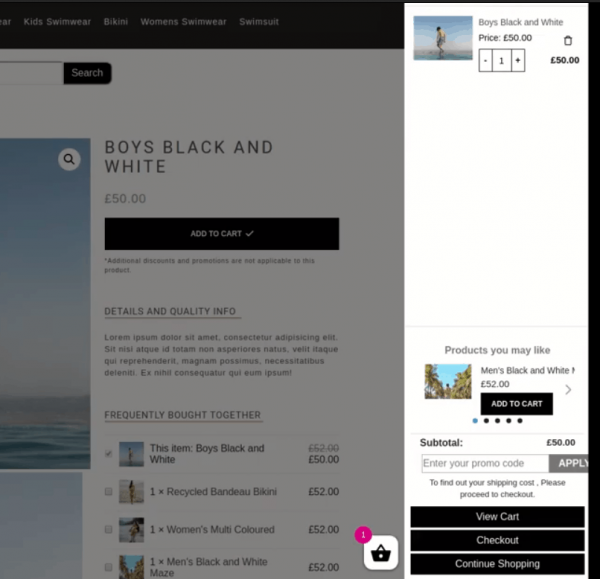 ear Kids Swimwear Bikini Womens Swimwear Swimsuit
Search
BOYS BLACK AND
WHITE
£50.00
ADD TO CART
*Additional discounts and promotions are not applicable to this
product
DETAILS AND QUALITY INFO
Lorem ipsum dolor sit amet, consectetur adipisicing elit.
Sit nisi atque id totam non asperiores natus, velit itaque
qui reprehenderit, magnam possimus, necessitatibus
deleniti. Ex nihil consequatur qui eum ipsum!
FREQUENTLY BOUGHT TOGETHER
This item: Boys Black and
White
£52.00
£50.00
1 × Recycled Bandeau Bikini £52.00
1 × Women's Multi Coloured £52.00
1 × Men's Black and White
Maze
£52.00
1
Boys Black and White
Price: £50.00
- 1 + £50.00
Products you may like
Men's Black and White M
£52.00
ADD TO CART
Subtotal: £50.00
Enter your promo code APPLY
To find out your shipping cost , Please
proceed to checkout.
View Cart
Checkout
Continue Shopping